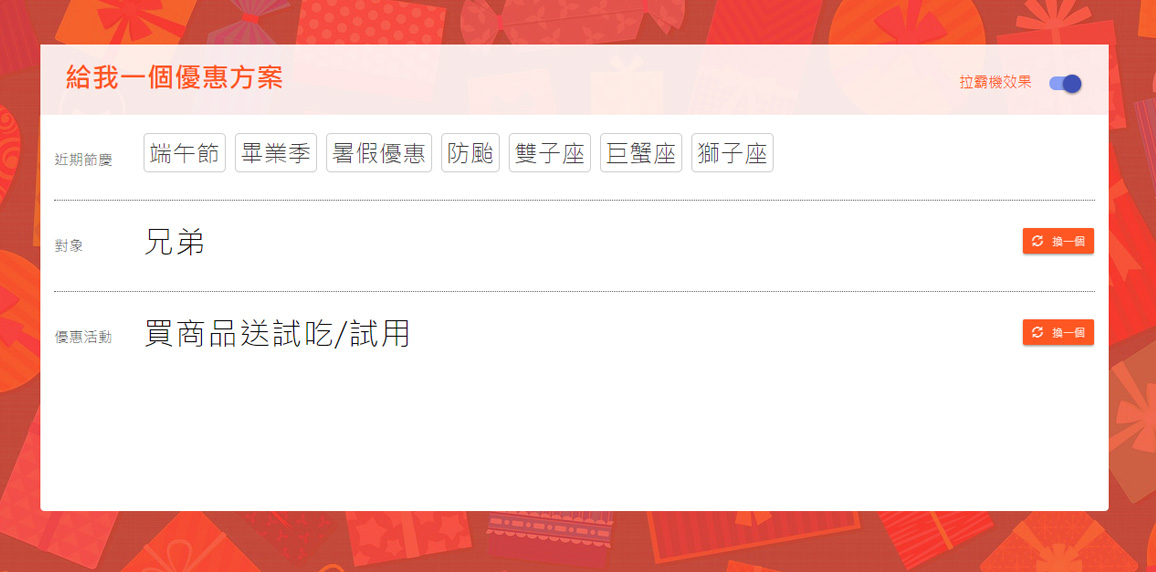 給我一個優惠方案
拉霸機效果
近期節慶 端午節 畢業季 暑假優惠 防颱 雙子座 巨蟹座 獅子座
對象 兄弟 換一個
優惠活動 買商品送試吃/試用 換一個